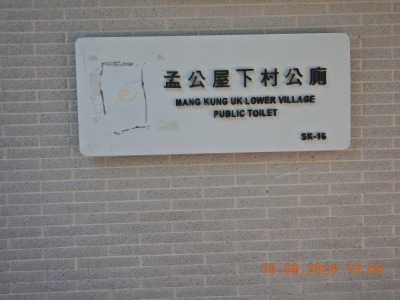 孟公屋下村公廁
MANG KUNG UK LOWER VILLAGE
PUBLIC TOILET
SK-16